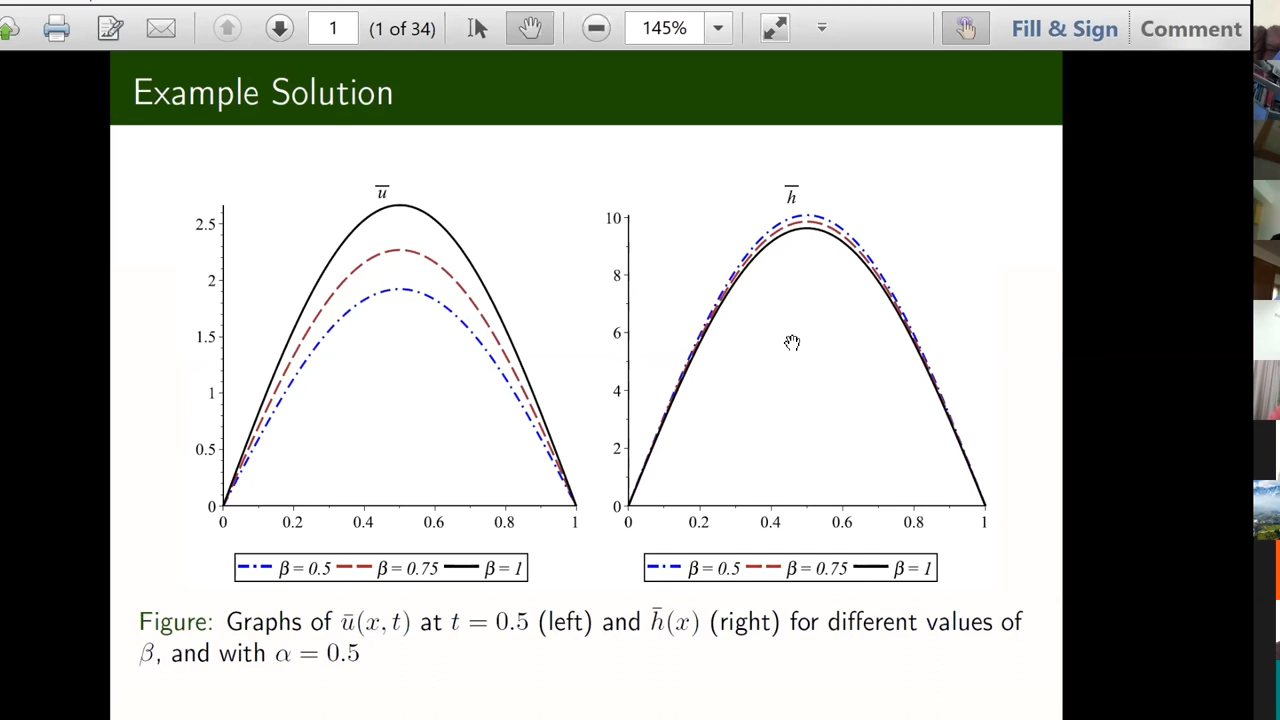 1 (1 of 34) 145% Fill & Sign Comment
Example Solution
u̅ h̅
2.5 10
2 8
1.5 6
1 4
0.5 2
0 0
0 0.2 0.4 0.6 0.8 1 0 0.2 0.4 0.6 0.8 1
β = 0.5 β = 0.75 β = 1 β = 0.5 β = 0.75 β = 1
Figure: Graphs of ū(x, t) at t = 0.5 (left) and h̄(x) (right) for different values of
β, and with α = 0.5